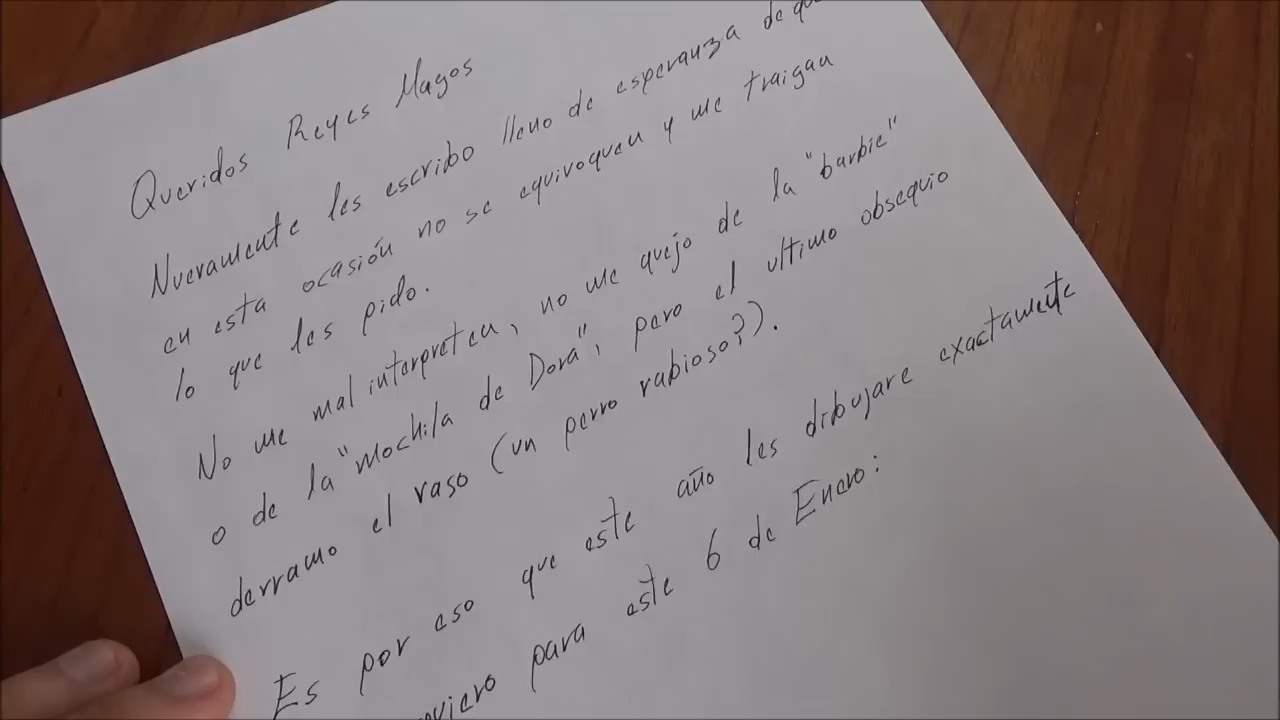 Queridos Reyes Magos
Nuevamente les escribo lleno de esperanza de que
en esta ocasión no se equivoquen y me traigan
lo que les pido.
No me mal interpreten, no me quejo de la "barbie"
o de la "mochila de Dora", pero el ultimo obsequio
derramo el vaso (un perro rabioso?).
Es por eso que este año les dibujare exactamente
quiero para este 6 de Enero: